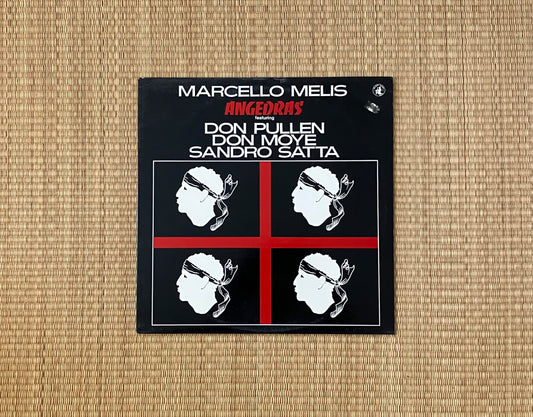 MARCELLO MELIS
ANGEDRAS
featuring
DON PULLEN
DON MOYE
SANDRO SATTA